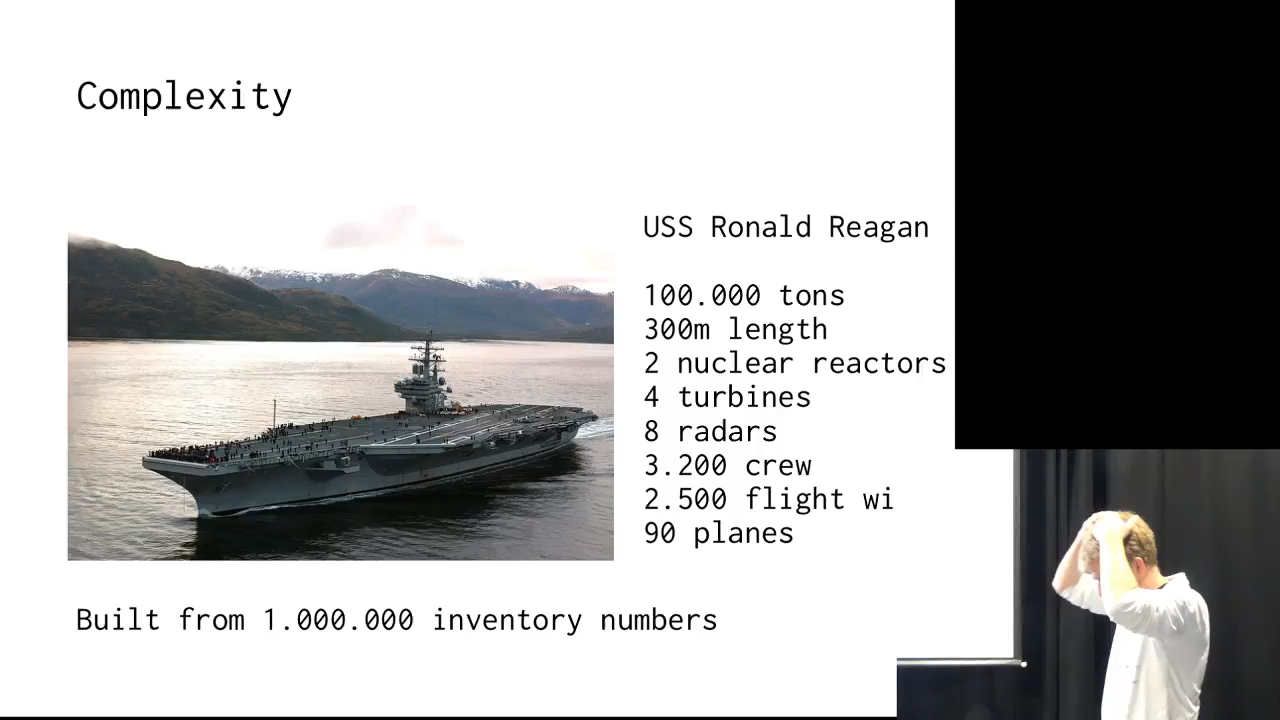 Complexity
USS Ronald Reagan
100.000 tons
300m length
2 nuclear reactors
4 turbines
8 radars
3.200 crew
2.500 flight wi
90 planes
Built from 1.000.000 inventory numbers